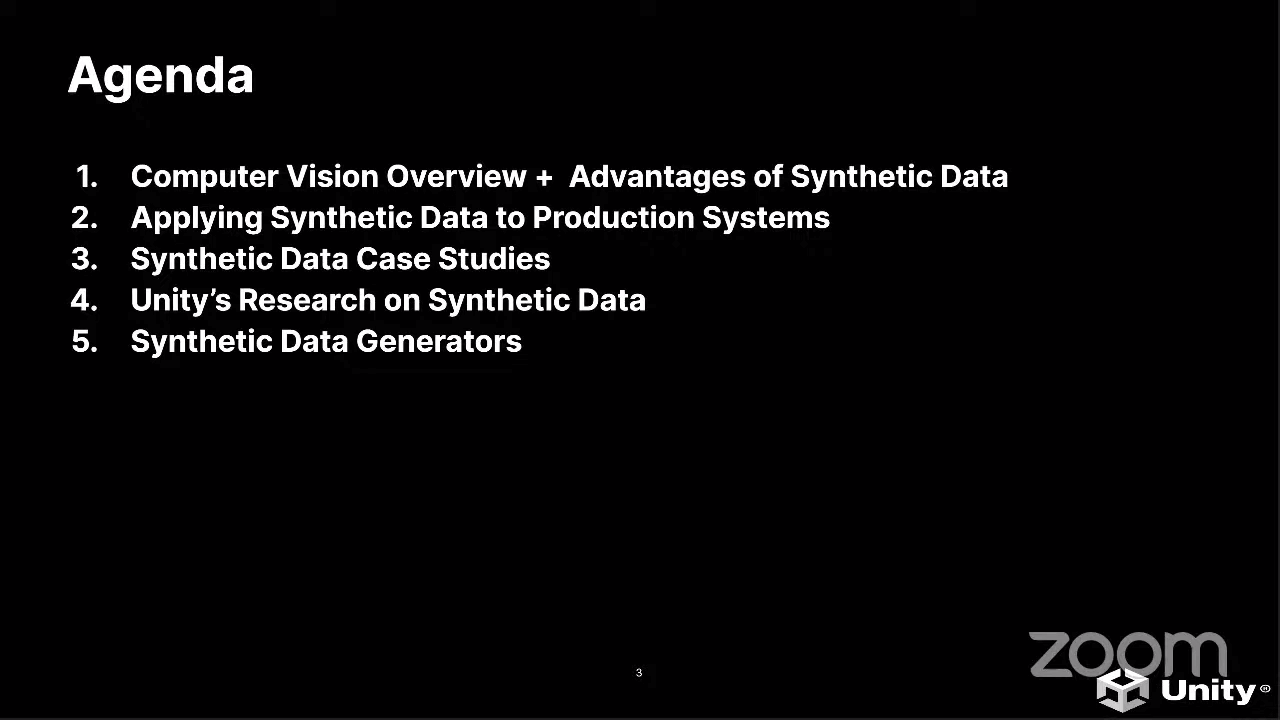 Agenda
1. Computer Vision Overview + Advantages of Synthetic Data
2. Applying Synthetic Data to Production Systems
3. Synthetic Data Case Studies
4. Unity’s Research on Synthetic Data
5. Synthetic Data Generators
3
zoom
Unity®